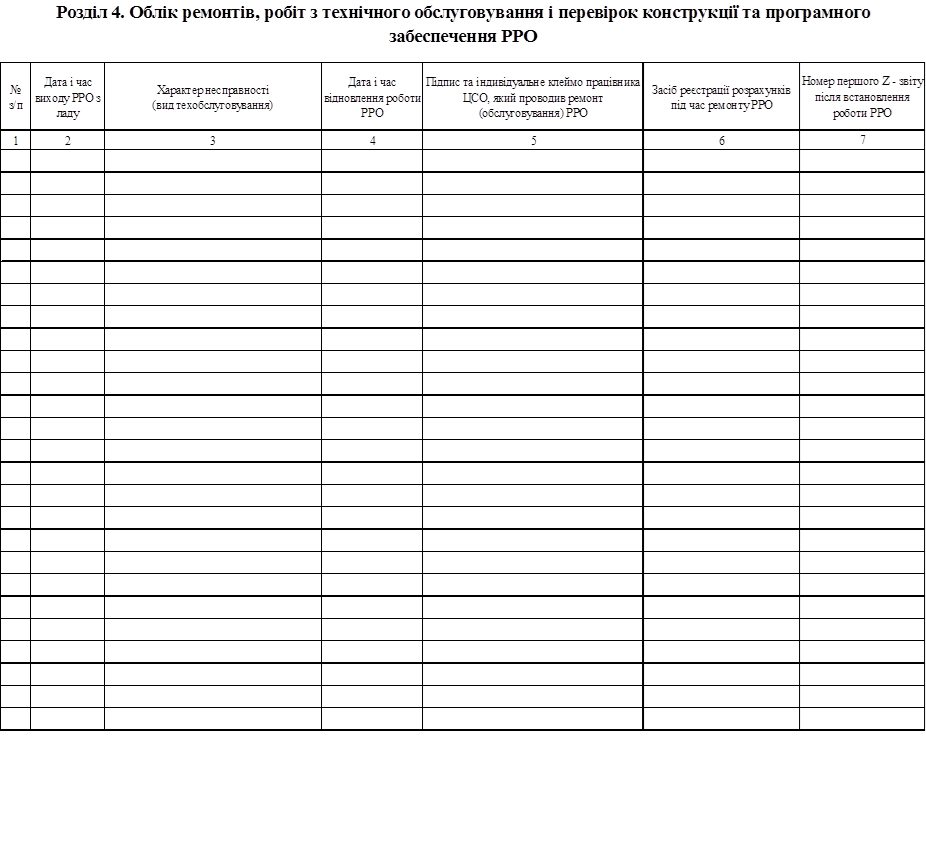 Розділ 4. Облік ремонтів, робіт з технічного обслуговування і перевірок конструкції та програмного
забезпечення РРО
№
з/п
Дата і час
виходу РРО з
ладу
Характер несправності
(вид техобслуговування)
Дата і час
відновлення роботи
РРО
Підпис та індивідуальне клеймо працівника
ЦСО, який проводив ремонт
(обслуговування) РРО
Засіб реєстрації розрахунків
під час ремонту РРО
Номер першого Z - звіту
після встановлення
роботи РРО
1 2 3 4 5 6 7